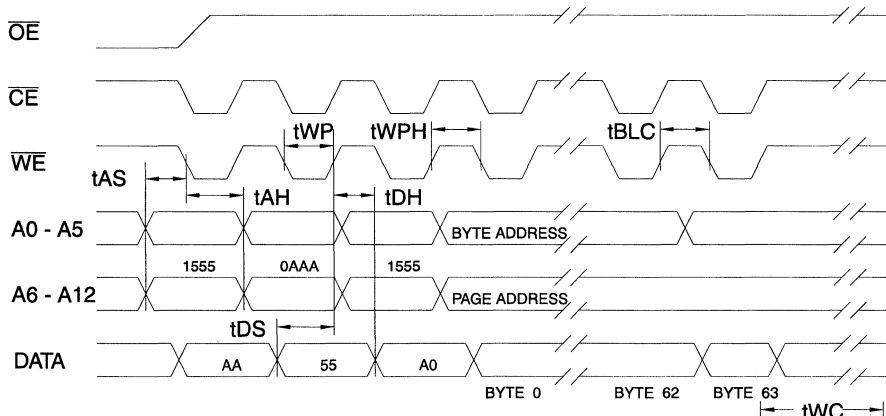 OE
CE
tWP tWPH tBLC
WE
tAS
tAH tDH
A0 - A5 BYTE ADDRESS
1555 0AAA 1555
A6 - A12 PAGE ADDRESS
tDS
DATA AA 55 A0
BYTE 0 BYTE 62 BYTE 63
tWC